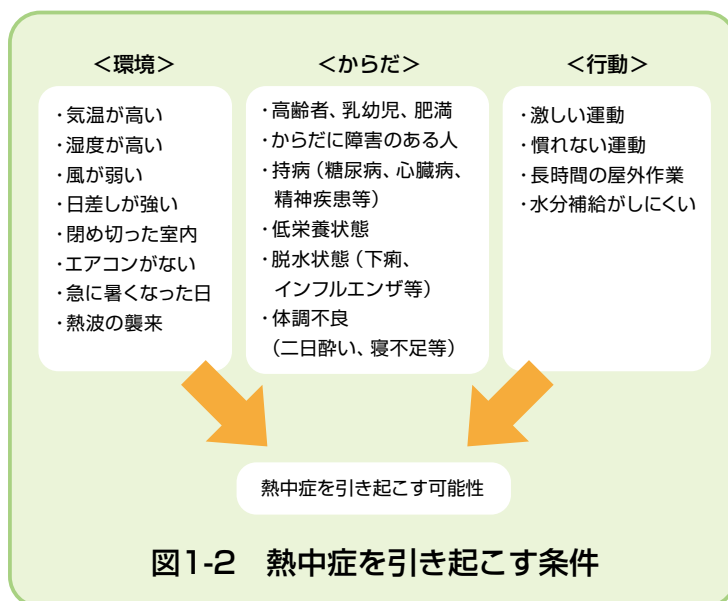 ＜環境＞
・気温が高い
・湿度が高い
・風が弱い
・日差しが強い
・閉め切った室内
・エアコンがない
・急に暑くなった日
・熱波の襲来
＜からだ＞
・高齢者、乳幼児、肥満
・からだに障害のある人
・持病（糖尿病、心臓病、
精神疾患等）
・低栄養状態
・脱水状態（下痢、
インフルエンザ等）
・体調不良
（二日酔い、寝不足等）
＜行動＞
・激しい運動
・慣れない運動
・長時間の屋外作業
・水分補給がしにくい
熱中症を引き起こす可能性
図1-2　熱中症を引き起こす条件